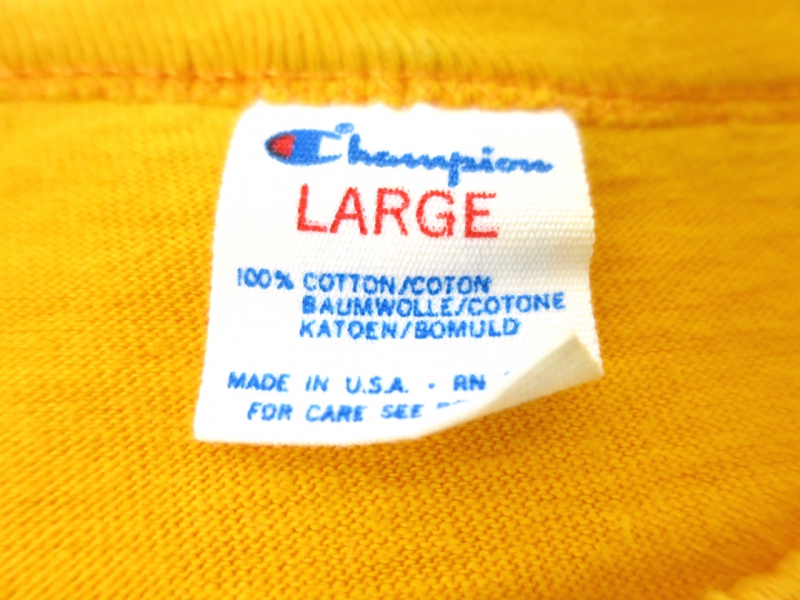 Champion®
LARGE
100% COTTON/COTON
BAUMWOLLE/COTONE
KATOEN/BOMULD
MADE IN U.S.A. · RN
FOR CARE SEE